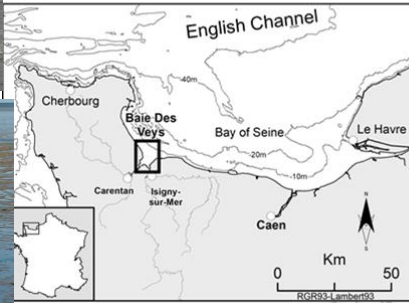 English Channel
-40m
Cherbourg
Baie Des
Veys
Bay of Seine
Le Havre
-20m
-10m
Carentan
Isigny-
sur-Mer
Caen
N
Km
0 50
RGR93-Lambert93